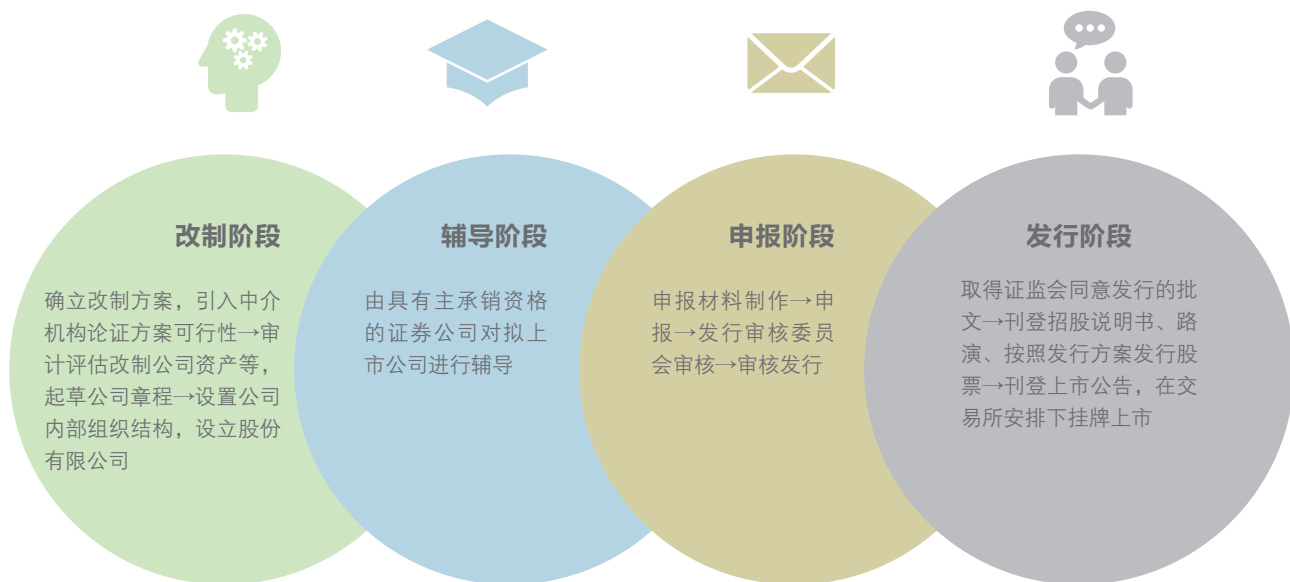 改制阶段
确立改制方案，引入中介
机构论证方案可行性→审
计评估改制公司资产等，
起草公司章程→设置公司
内部组织结构，设立股份
有限公司
辅导阶段
由具有主承销资格
的证券公司对拟上
市公司进行辅导
申报阶段
申报材料制作→申
报→发行审核委员
会审核→审核发行
发行阶段
取得证监会同意发行的批
文→刊登招股说明书、路
演、按照发行方案发行股
票→刊登上市公告，在交
易所安排下挂牌上市